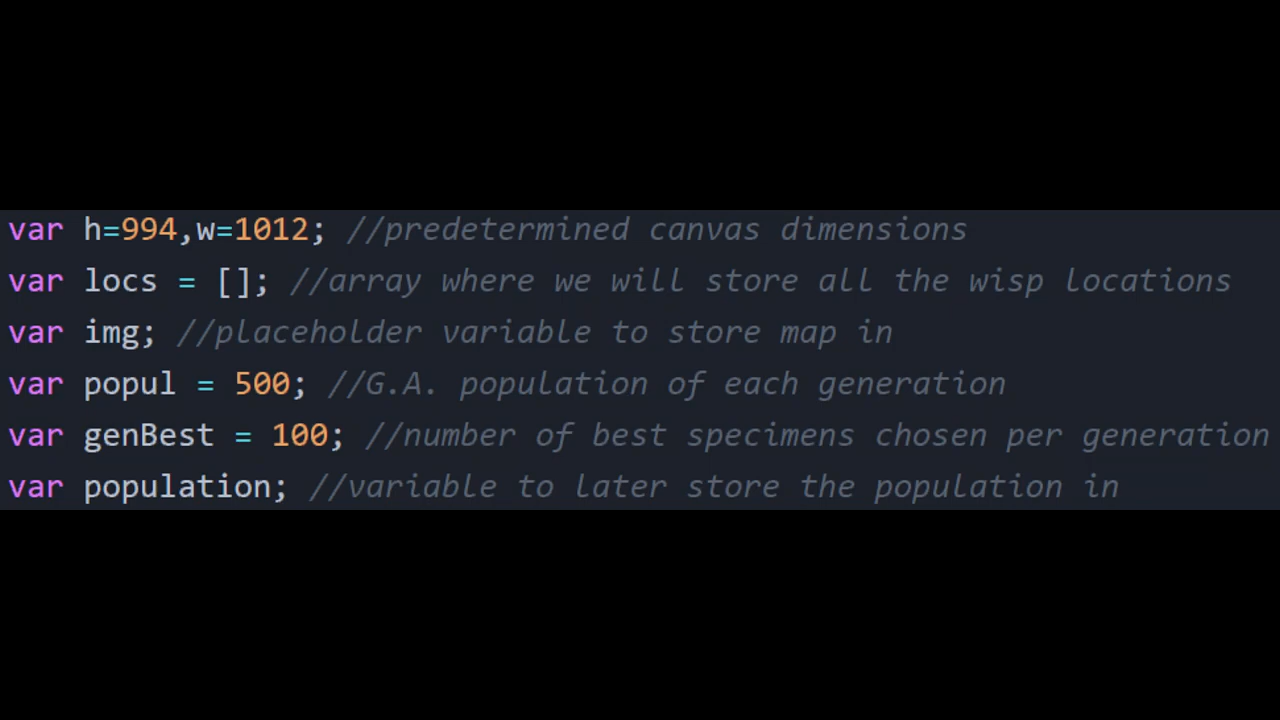 var h=994,w=1012; //predetermined canvas dimensions
var locs = []; //array where we will store all the wisp locations
var img; //placeholder variable to store map in
var popul = 500; //G.A. population of each generation
var genBest = 100; //number of best specimens chosen per generation
var population; //variable to later store the population in